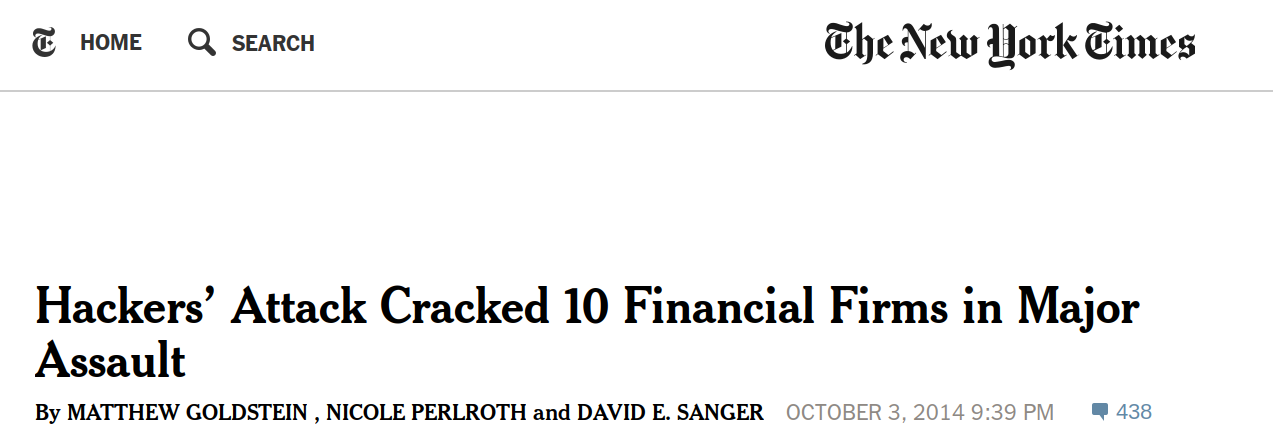 HOME SEARCH The New York Times
Hackers’ Attack Cracked 10 Financial Firms in Major
Assault
By MATTHEW GOLDSTEIN , NICOLE PERLROTH and DAVID E. SANGER OCTOBER 3, 2014 9:39 PM 438